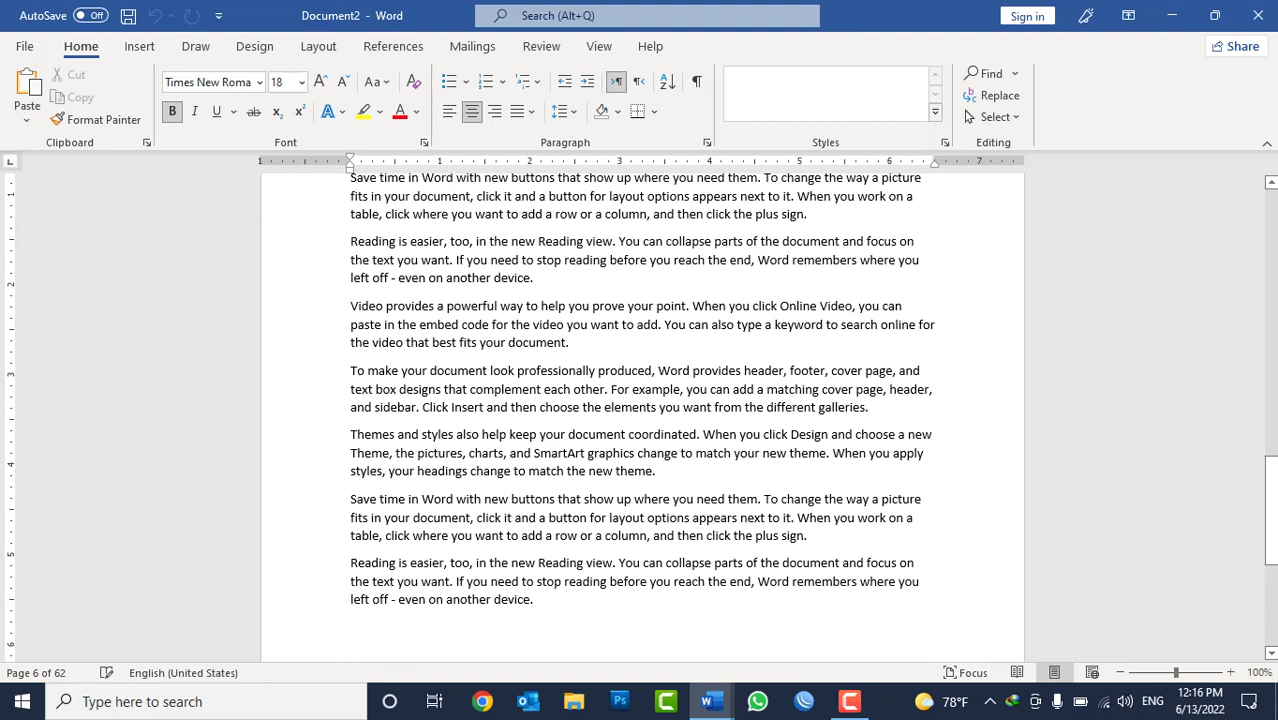 AutoSave Off Document2 - Word Search (Alt+Q) Sign in
File Home Insert Draw Design Layout References Mailings Review View Help Share
Paste Cut Copy Format Painter Clipboard
Times New Roma 18 Font
Paragraph
Styles
Find Replace Select Editing
1 1 2 3 4 5 6 7
Save time in Word with new buttons that show up where you need them. To change the way a picture
fits in your document, click it and a button for layout options appears next to it. When you work on a
table, click where you want to add a row or a column, and then click the plus sign.
Reading is easier, too, in the new Reading view. You can collapse parts of the document and focus on
the text you want. If you need to stop reading before you reach the end, Word remembers where you
left off - even on another device.
Video provides a powerful way to help you prove your point. When you click Online Video, you can
paste in the embed code for the video you want to add. You can also type a keyword to search online for
the video that best fits your document.
To make your document look professionally produced, Word provides header, footer, cover page, and
text box designs that complement each other. For example, you can add a matching cover page, header,
and sidebar. Click Insert and then choose the elements you want from the different galleries.
Themes and styles also help keep your document coordinated. When you click Design and choose a new
Theme, the pictures, charts, and SmartArt graphics change to match your new theme. When you apply
styles, your headings change to match the new theme.
Save time in Word with new buttons that show up where you need them. To change the way a picture
fits in your document, click it and a button for layout options appears next to it. When you work on a
table, click where you want to add a row or a column, and then click the plus sign.
Reading is easier, too, in the new Reading view. You can collapse parts of the document and focus on
the text you want. If you need to stop reading before you reach the end, Word remembers where you
left off - even on another device.
Page 6 of 62 English (United States) Focus 100%
Type here to search 78°F ENG 12:16 PM
6/13/2022